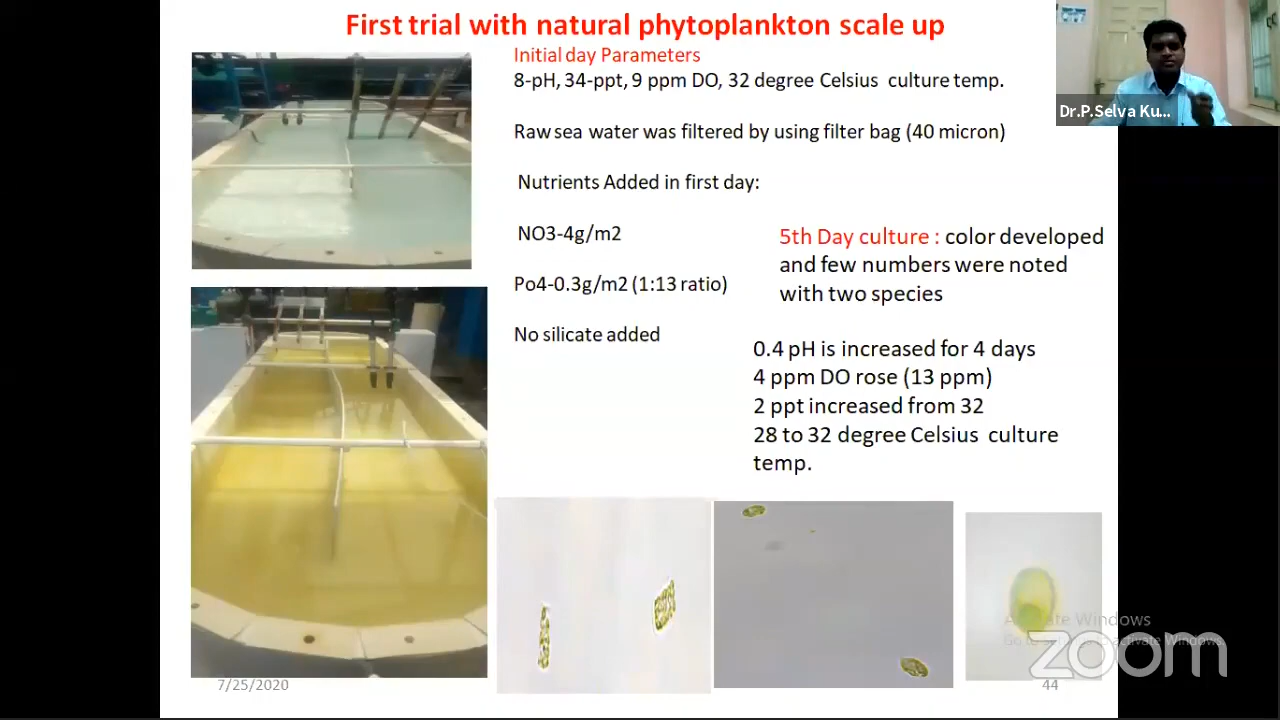 First trial with natural phytoplankton scale up
Initial day Parameters
8-pH, 34-ppt, 9 ppm DO, 32 degree Celsius culture temp.
Raw sea water was filtered by using filter bag (40 micron)
Nutrients Added in first day:
NO3-4g/m2
Po4-0.3g/m2 (1:13 ratio)
No silicate added
5th Day culture : color developed
and few numbers were noted
with two species
0.4 pH is increased for 4 days
4 ppm DO rose (13 ppm)
2 ppt increased from 32
28 to 32 degree Celsius culture
temp.
Dr.P.Selva Ku...
7/25/2020
44
Windows
activate Windows
zoom